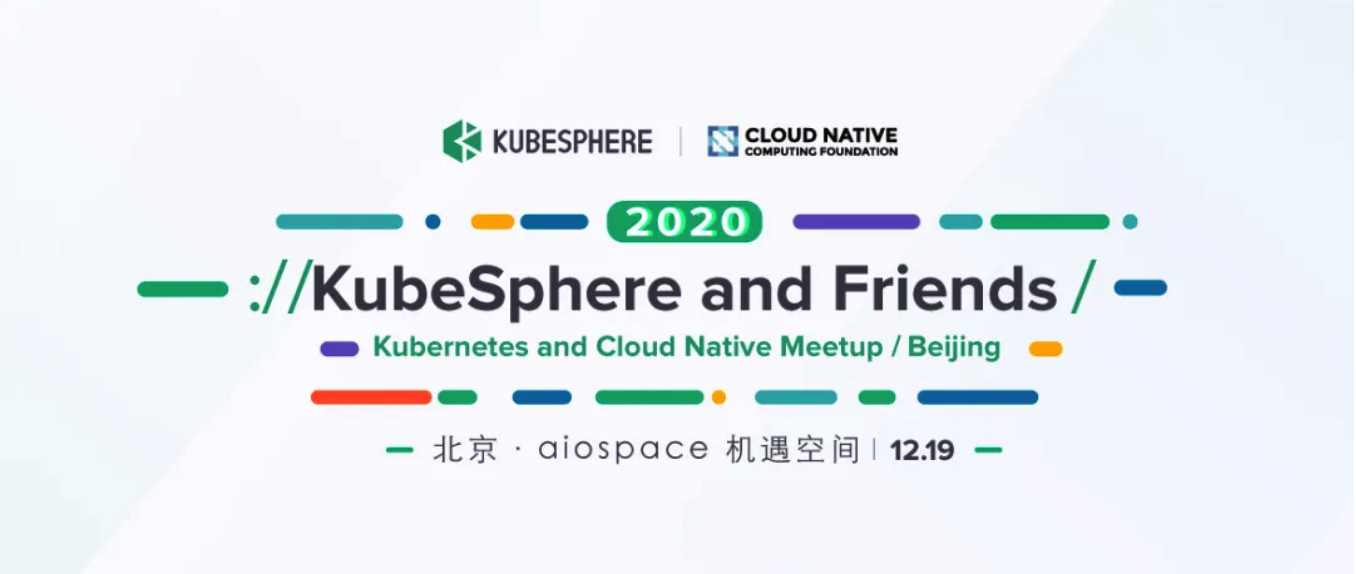 KUBESPHERE | CLOUD NATIVE
COMPUTING FOUNDATION
2020
://KubeSphere and Friends /
Kubernetes and Cloud Native Meetup / Beijing
北京 · aiospace 机遇空间 | 12.19